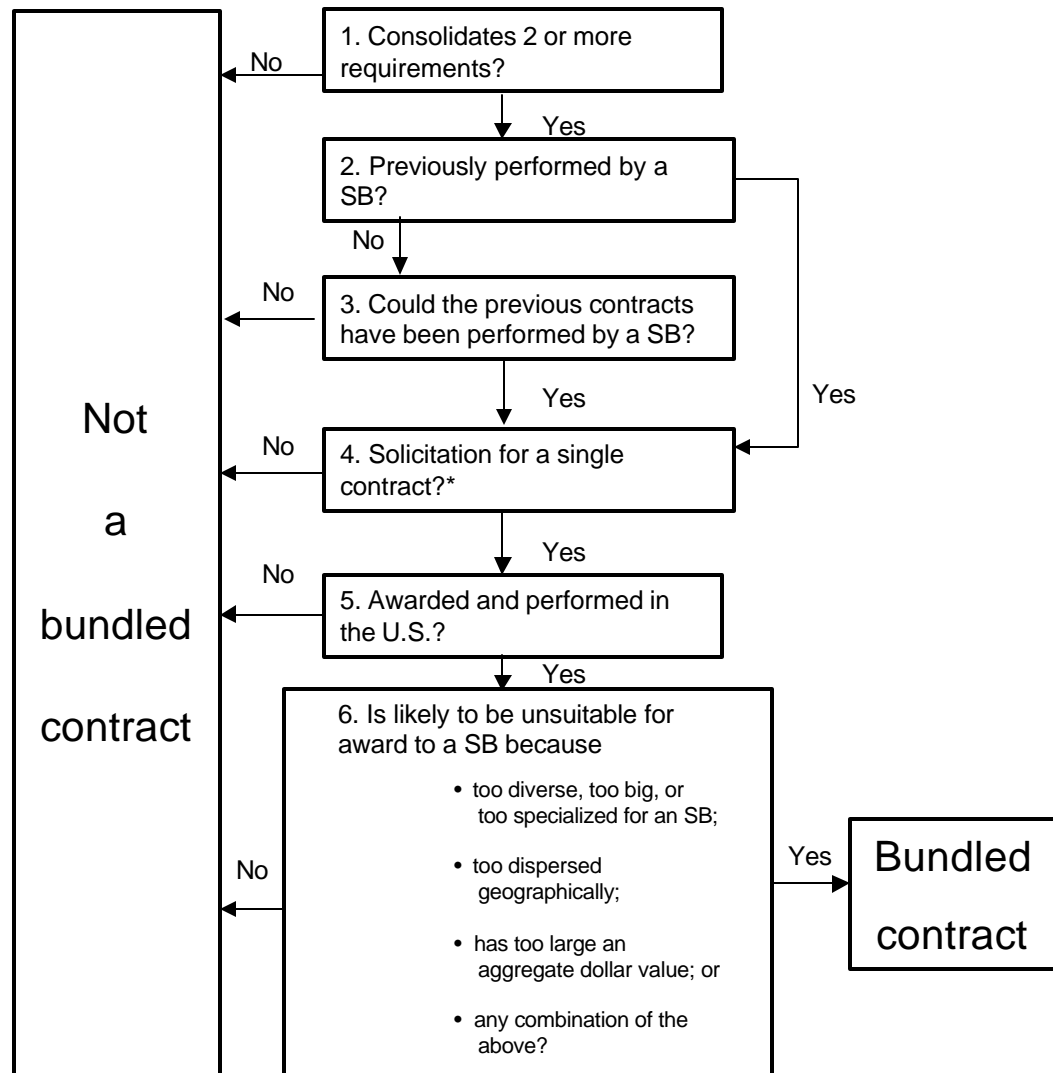 1. Consolidates 2 or more
requirements?
No
Yes
2. Previously performed by a
SB?
No
Yes
3. Could the previous contracts
have been performed by a SB?
No
Yes
4. Solicitation for a single
contract?*
No
Yes
5. Awarded and performed in
the U.S.?
No
Yes
6. Is likely to be unsuitable for
award to a SB because
• too diverse, too big, or
too specialized for an SB;
• too dispersed
geographically;
• has too large an
aggregate dollar value; or
• any combination of the
above?
No
Yes
Not
a
bundled
contract
Bundled
contract